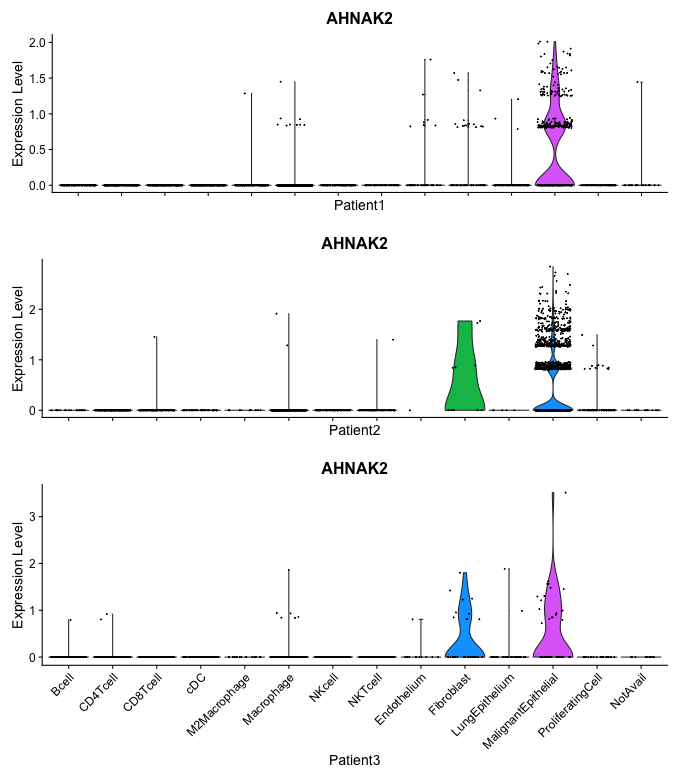 AHNAK2
Expression Level
2.0
1.5
1.0
0.5
0.0
Patient1
AHNAK2
Expression Level
2
1
0
Patient2
AHNAK2
Expression Level
3
2
1
0
Bcell
CD4Tcell
CD8Tcell
cDC
M2Macrophage
Macrophage
NKcell
NKTcell
Endothelium
Fibroblast
LungEpithelium
MalignantEpithelial
ProliferatingCell
NotAvail
Patient3